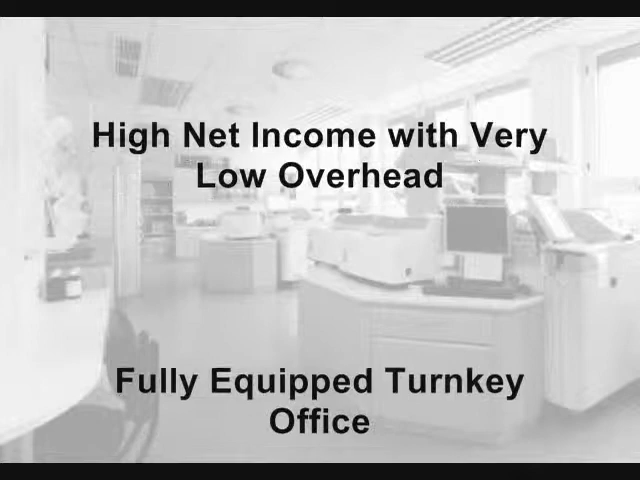 High Net Income with Very
Low Overhead
Fully Equipped Turnkey
Office